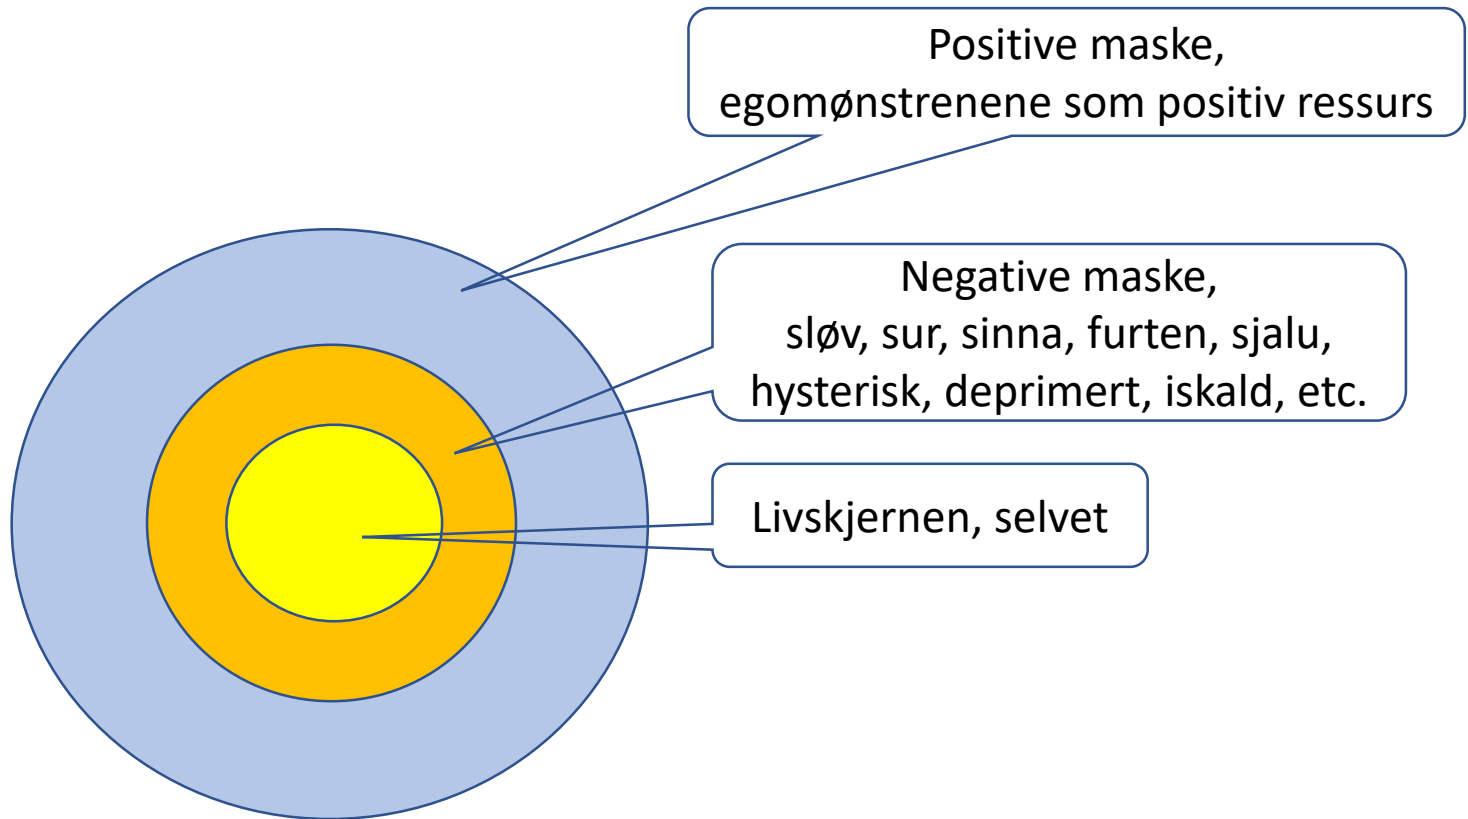 Positive maske,
egomønstrenene som positiv ressurs
Negative maske,
sløv, sur, sinna, furten, sjalu,
hysterisk, deprimert, iskald, etc.
Livskjernen, selvet